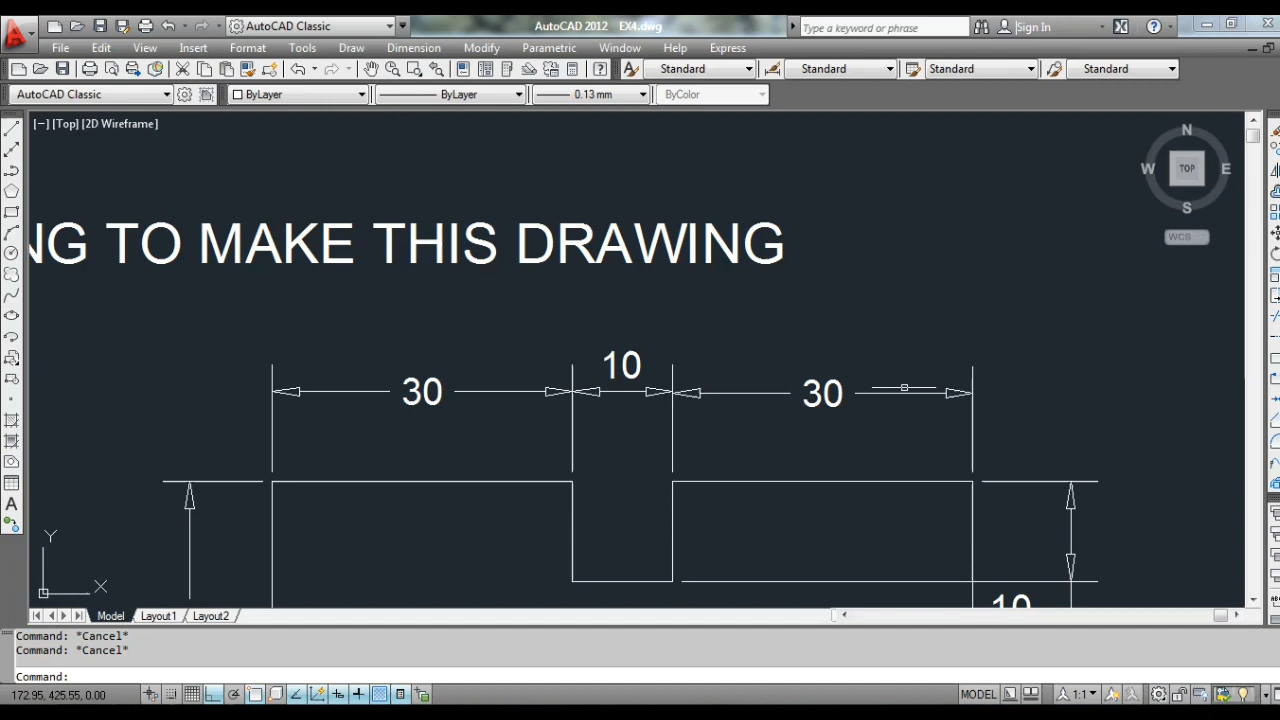 AutoCAD Classic
AutoCAD 2012 EX4.dwg
Type a keyword or phrase
Sign In
File Edit View Insert Format Tools Draw Dimension Modify Parametric Window Help Express
Standard Standard Standard Standard
AutoCAD Classic ByLayer ByLayer 0.13 mm ByColor
[−] [Top] [2D Wireframe]
N
W TOP E
S
WCS
NG TO MAKE THIS DRAWING
10
30 30
Y
X
10
Model Layout1 Layout2
Command: *Cancel*
Command: *Cancel*
Command:
172.95, 425.55, 0.00 MODEL 1:1